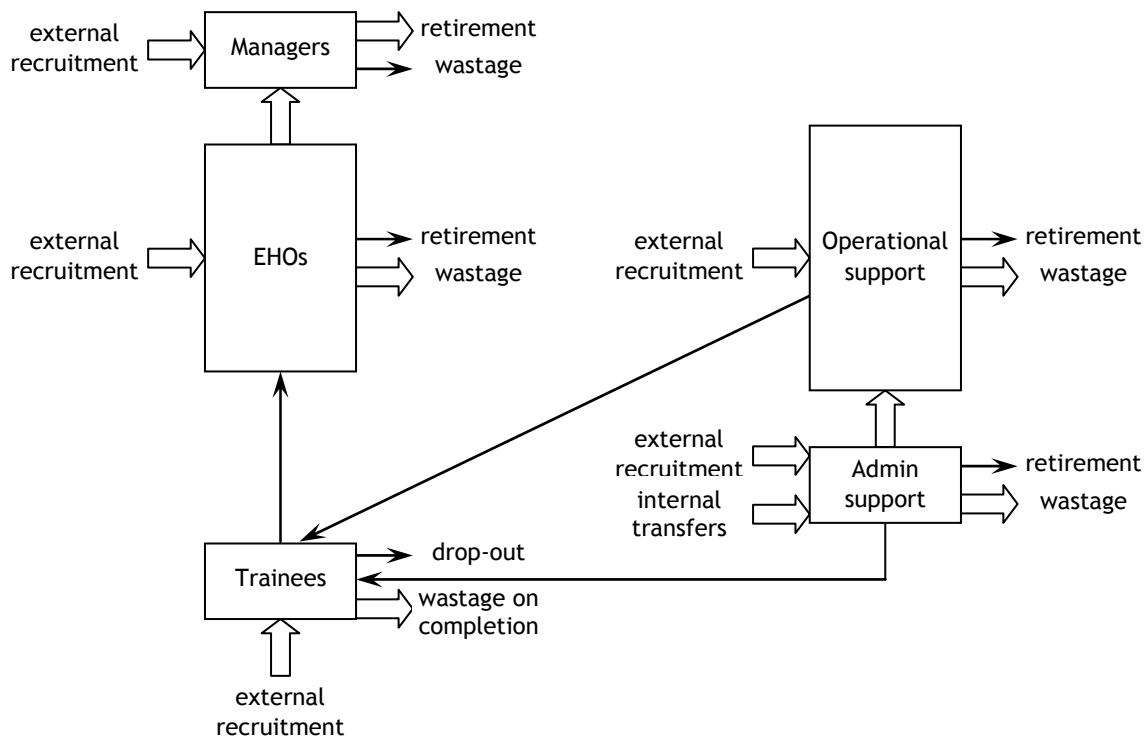 external
recruitment
Managers
retirement
wastage
external
recruitment
EHOs
retirement
wastage
external
recruitment
Operational
support
retirement
wastage
external
recruitment
internal
transfers
Admin
support
retirement
wastage
Trainees
drop-out
wastage on
completion
external
recruitment